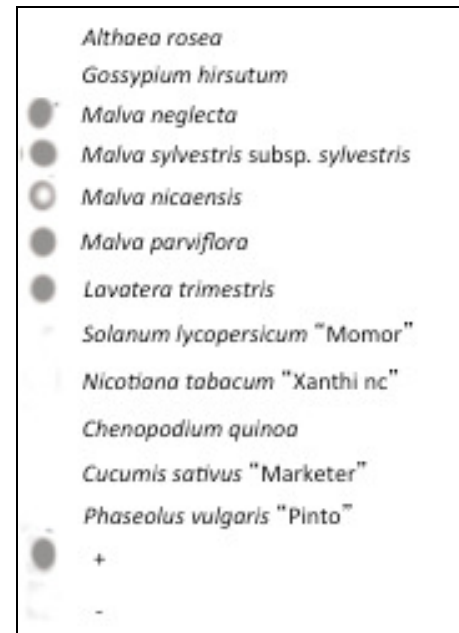 Althaea rosea
Gossypium hirsutum
Malva neglecta
Malva sylvestris subsp. sylvestris
Malva nicaensis
Malva parviflora
Lavatera trimestris
Solanum lycopersicum “Momor”
Nicotiana tabacum “Xanthi nc”
Chenopodium quinoa
Cucumis sativus “Marketer”
Phaseolus vulgaris “Pinto”
+
-